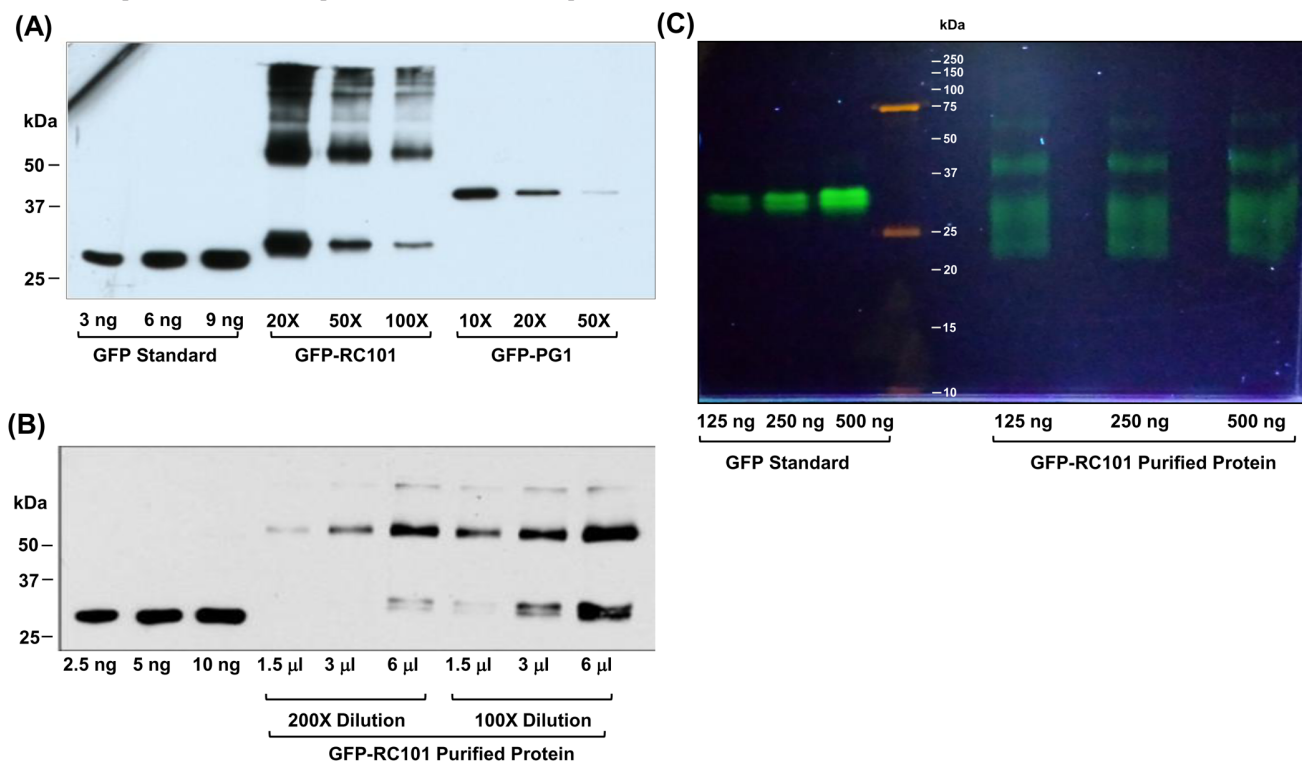 (A)
kDa
50
37
25
3 ng 6 ng 9 ng 20X 50X 100X 10X 20X 50X
GFP Standard GFP-RC101 GFP-PG1
(B)
kDa
50
37
25
2.5 ng 5 ng 10 ng 1.5 µl 3 µl 6 µl 1.5 µl 3 µl 6 µl
200X Dilution 100X Dilution
GFP-RC101 Purified Protein
(C)
kDa
250
150
100
75
50
37
25
20
15
10
125 ng 250 ng 500 ng 125 ng 250 ng 500 ng
GFP Standard GFP-RC101 Purified Protein